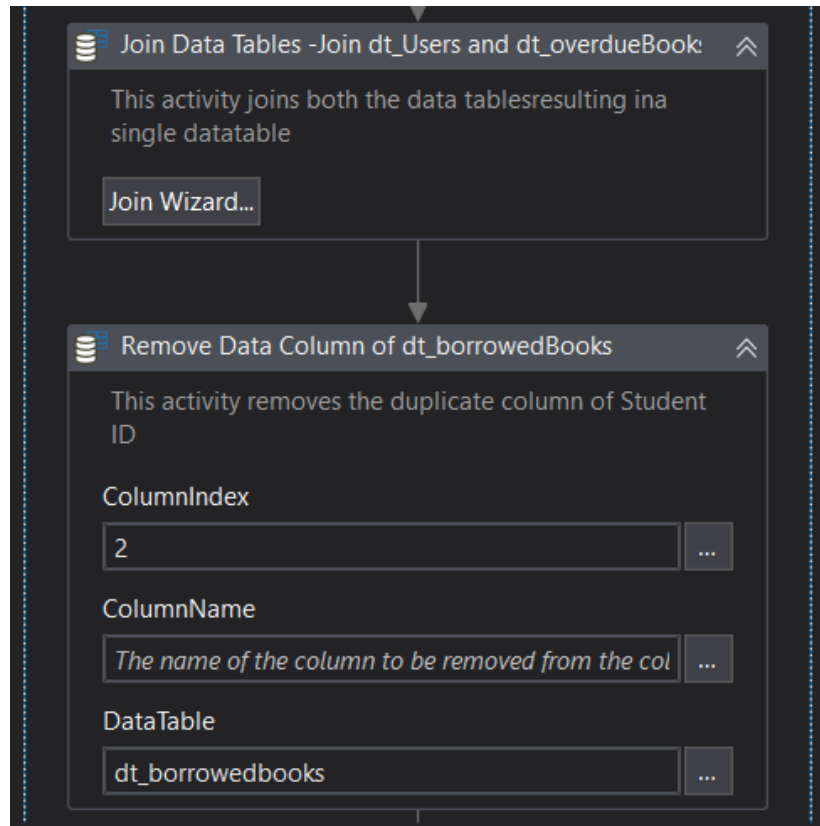 Join Data Tables -Join dt_Users and dt_overdueBook
This activity joins both the data tablesresulting ina
single datatable
Join Wizard...
Remove Data Column of dt_borrowedBooks
This activity removes the duplicate column of Student
ID
ColumnIndex
2
...
ColumnName
The name of the column to be removed from the col
...
DataTable
dt_borrowedbooks
...